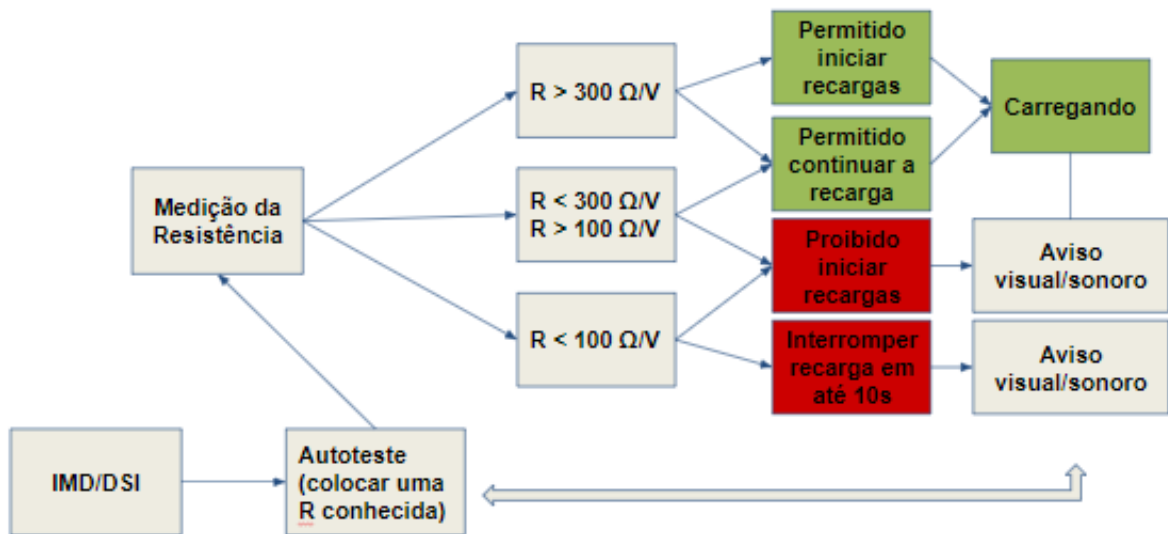 Permitido
iniciar
recargas
Carregando
R > 300 Ω/V
Permitido
continuar a
recarga
Medição da
Resistência
R < 300 Ω/V
R > 100 Ω/V
Proibido
iniciar
recargas
Aviso
visual/sonoro
R < 100 Ω/V
Interromper
recarga em
até 10s
Aviso
visual/sonoro
IMD/DSI
Autoteste
(colocar uma
R conhecida)